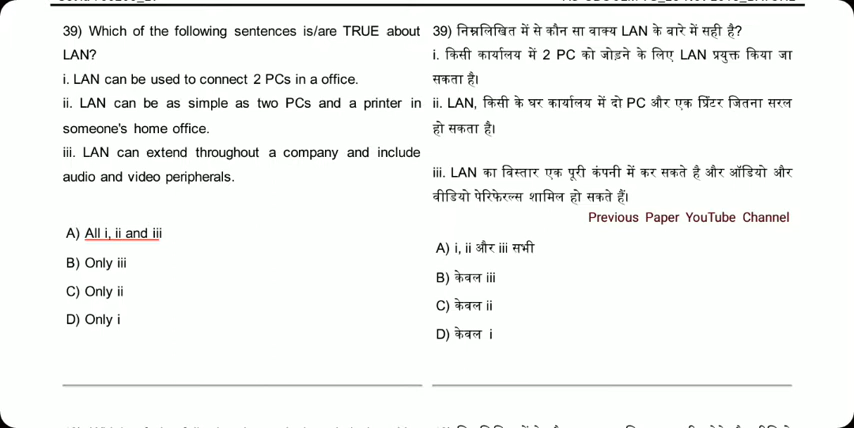 39) Which of the following sentences is/are TRUE about
LAN?
i. LAN can be used to connect 2 PCs in a office.
ii. LAN can be as simple as two PCs and a printer in
someone's home office.
iii. LAN can extend throughout a company and include
audio and video peripherals.
A) All i, ii and iii
B) Only iii
C) Only ii
D) Only i
39) निम्नलिखित में से कौन सा वाक्य LAN के बारे में सही है?
i. किसी कार्यालय में 2 PC को जोड़ने के लिए LAN प्रयुक्त किया जा
सकता है।
ii. LAN, किसी के घर कार्यालय में दो PC और एक प्रिंटर जितना सरल
हो सकता है।
iii. LAN का विस्तार एक पूरी कंपनी में कर सकते है और ऑडियो और
वीडियो पेरिफेरल्स शामिल हो सकते हैं।
Previous Paper YouTube Channel
A) i, ii और iii सभी
B) केवल iii
C) केवल ii
D) केवल i